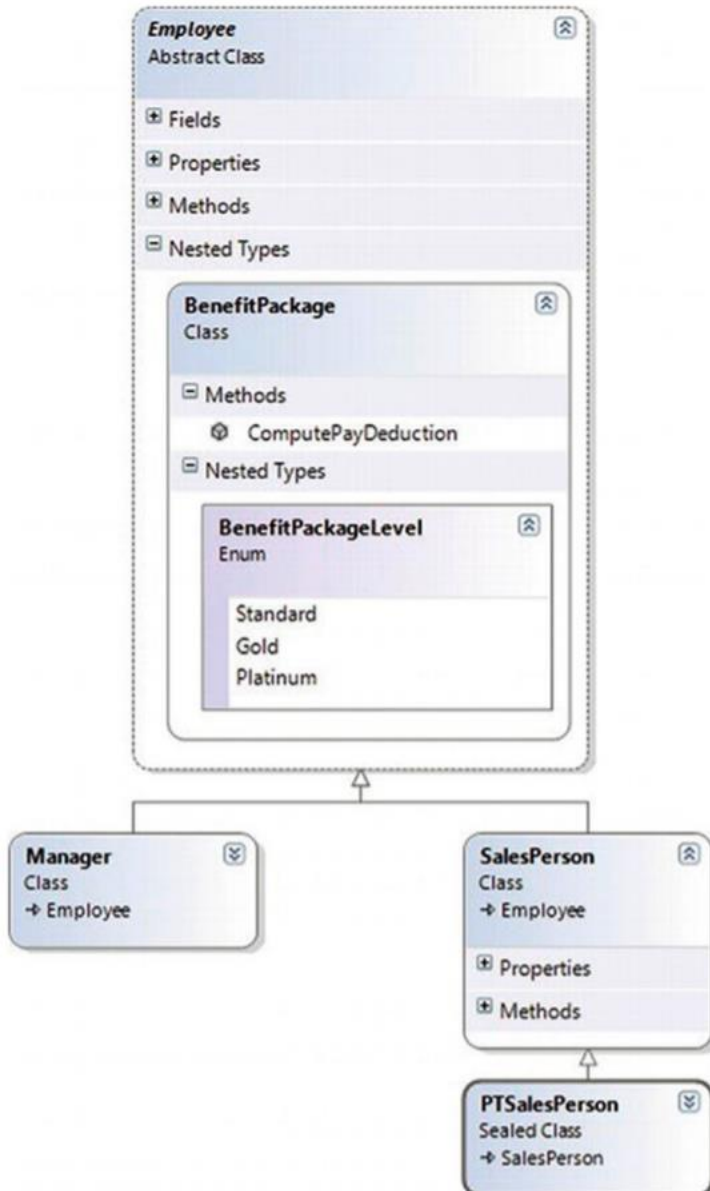 Employee
Abstract Class
Fields
Properties
Methods
Nested Types
BenefitPackage
Class
Methods
ComputePayDeduction
Nested Types
BenefitPackageLevel
Enum
Standard
Gold
Platinum
Manager
Class
Employee
SalesPerson
Class
Employee
Properties
Methods
PTSalesPerson
Sealed Class
SalesPerson